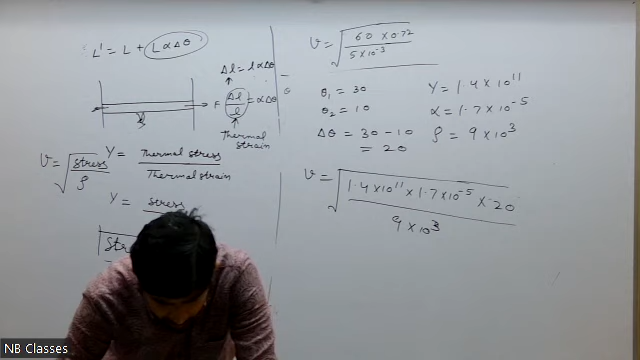 L' = L + LαΔθ
Δl = lαΔθ
F Δl/l = αΔθ
Thermal strain
V = √(stress/ρ)
Y = Thermal stress / Thermal strain
Y = stress
Str
V = √(60 × 0.72 / 5×10⁻³)
θ₁ = 30
θ₂ = 10
Δθ = 30 - 10
= 20
Y = 1.4 × 10¹¹
α = 1.7 × 10⁻⁵
ρ = 9 × 10³
V = √(1.4×10¹¹ × 1.7×10⁻⁵ × 20 / 9 × 10³)
NB Classes